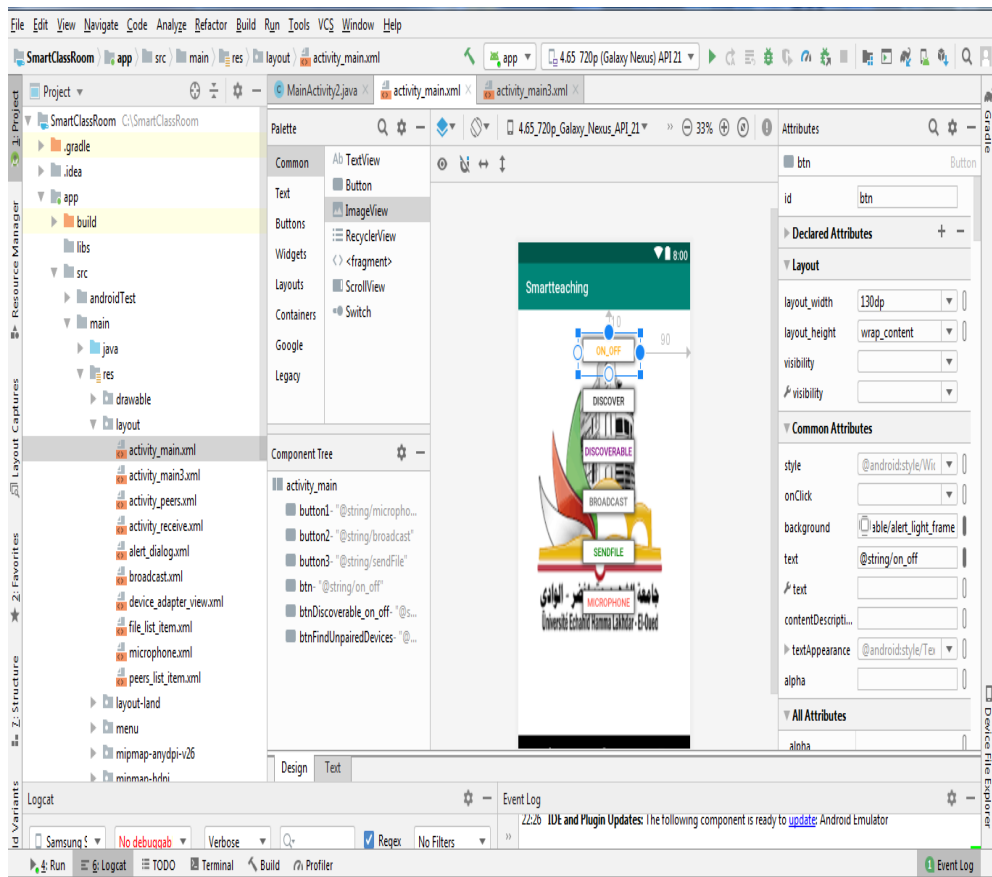 File Edit View Navigate Code Analyze Refactor Build Run Tools VCS Window Help
SmartClassRoom app src main res layout activity_main.xml app 4.65 720p (Galaxy Nexus) API 21
1: Project
Resource Manager
Layout Captures
2: Favorites
7: Structure
ld Variants
Project
SmartClassRoom C:\SmartClassRoom
.gradle
.idea
app
build
libs
src
androidTest
main
java
res
drawable
layout
activity_main.xml
activity_main3.xml
activity_peers.xml
activity_receive.xml
alert_dialog.xml
broadcast.xml
device_adapter_view.xml
file_list_item.xml
microphone.xml
peers_list_item.xml
layout-land
menu
mipmap-anydpi-v26
mipmap-hdpi
MainActivity2.java activity_main.xml activity_main3.xml
Palette
Common
Text
Buttons
Widgets
Layouts
Containers
Google
Legacy
Ab TextView
Button
ImageView
RecyclerView
<> <fragment>
ScrollView
Switch
Component Tree
activity_main
button1- "@string/micropho...
button2- "@string/broadcast"
button3- "@string/sendFile"
btn- "@string/on_off"
btnDiscoverable_on_off- "@s...
btnFindUnpairedDevices- "@...
Design Text
4.65_720p_Galaxy_Nexus_API_21 » 33%
8:00
Smartteaching
10
90
ON_OFF
DISCOVER
DISCOVERABLE
BROADCAST
SENDFILE
MICROPHONE
Université Echahid Hamma Lakhdar - El-Oued
Attributes
btn Button
id btn
Declared Attributes
Layout
layout_width 130dp
layout_height wrap_content
visibility
visibility
Common Attributes
style @android:style/Wic
onClick
background able/alert_light_frame
text @string/on_off
text
contentDescripti...
textAppearance @android:style/Tex
alpha
All Attributes
alpha
Gradle
Device File Explorer
Logcat
Samsung S No debuggab Verbose Regex No Filters »
Event Log
22:26 IDE and Plugin Updates: The following component is ready to update: Android Emulator
4: Run 6: Logcat TODO Terminal Build Profiler 1 Event Log